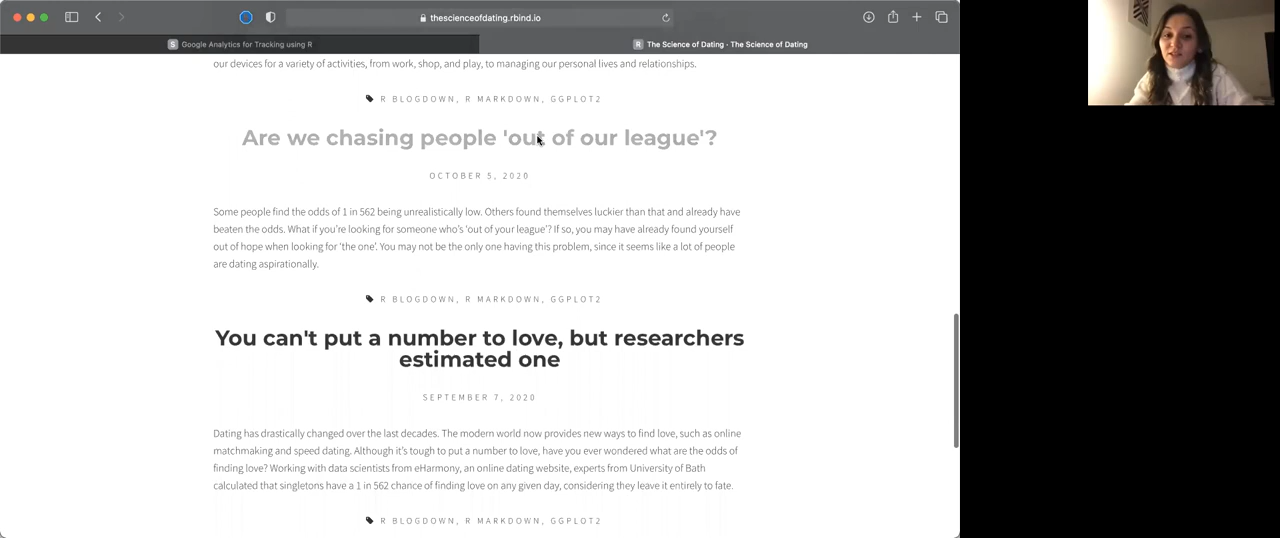 thescienceofdating.rbind.io
Google Analytics for Tracking using R
The Science of Dating · The Science of Dating
our devices for a variety of activities, from work, shop, and play, to managing our personal lives and relationships.
R BLOGDOWN, R MARKDOWN, GGPLOT2
Are we chasing people 'out of our league'?
OCTOBER 5, 2020
Some people find the odds of 1 in 562 being unrealistically low. Others found themselves luckier than that and already have
beaten the odds. What if you're looking for someone who's 'out of your league'? If so, you may have already found yourself
out of hope when looking for 'the one'. You may not be the only one having this problem, since it seems like a lot of people
are dating aspirationally.
R BLOGDOWN, R MARKDOWN, GGPLOT2
You can't put a number to love, but researchers
estimated one
SEPTEMBER 7, 2020
Dating has drastically changed over the last decades. The modern world now provides new ways to find love, such as online
matchmaking and speed dating. Although it's tough to put a number to love, have you ever wondered what are the odds of
finding love? Working with data scientists from eHarmony, an online dating website, experts from University of Bath
calculated that singletons have a 1 in 562 chance of finding love on any given day, considering they leave it entirely to fate.
R BLOGDOWN, R MARKDOWN, GGPLOT2